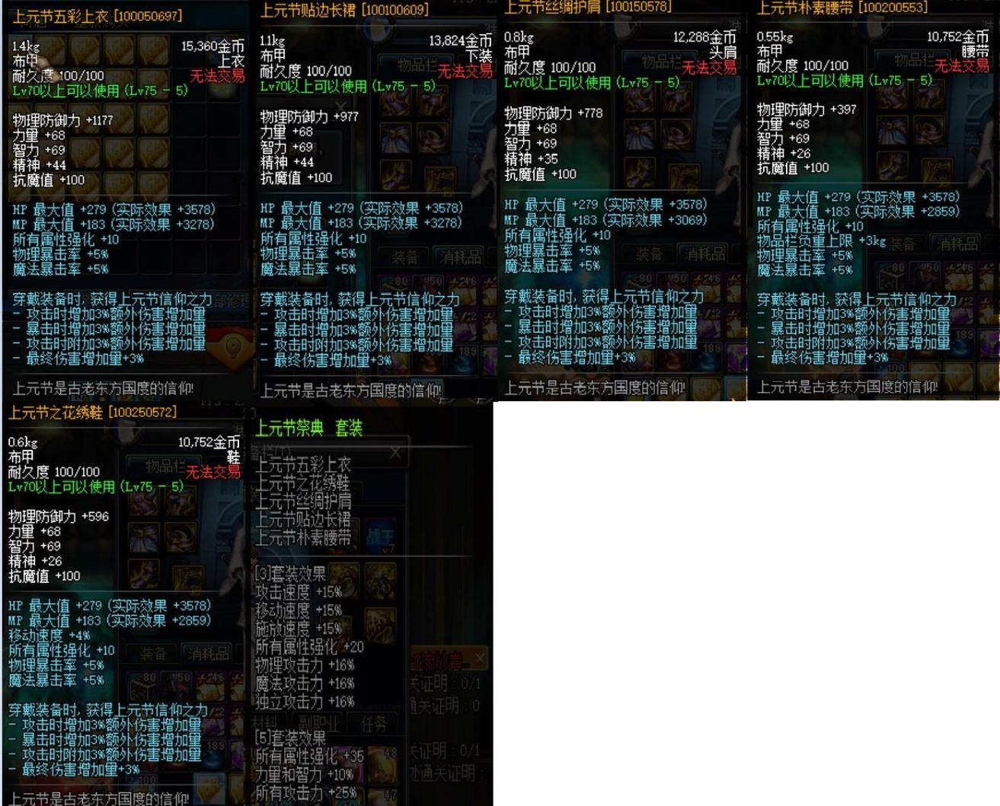 上元节五彩上衣 [100050697]
1.4kg
15,360金币
布甲
上衣
耐久度 100/100
无法交易
Lv70以上可以使用 (Lv75 - 5)
物理防御力 +1177
力量 +68
智力 +69
精神 +44
抗魔值 +100
HP 最大值 +279 (实际效果 +3578)
MP 最大值 +183 (实际效果 +3278)
所有属性强化 +10
物理暴击率 +5%
魔法暴击率 +5%
穿戴装备时, 获得上元节信仰之力
- 攻击时增加3%额外伤害增加量
- 暴击时增加3%额外伤害增加量
- 攻击时附加3%额外伤害增加量
- 最终伤害增加量+3%
上元节是古老东方国度的信仰!
上元节贴边长裙 [100100609]
1.1kg
13,824金币
布甲
下装
耐久度 100/100
无法交易
Lv70以上可以使用 (Lv75 - 5)
物理防御力 +977
力量 +68
智力 +69
精神 +44
抗魔值 +100
HP 最大值 +279 (实际效果 +3578)
MP 最大值 +183 (实际效果 +3278)
所有属性强化 +10
物理暴击率 +5%
魔法暴击率 +5%
穿戴装备时, 获得上元节信仰之力
- 攻击时增加3%额外伤害增加量
- 暴击时增加3%额外伤害增加量
- 攻击时附加3%额外伤害增加量
- 最终伤害增加量+3%
上元节是古老东方国度的信仰!
上元节丝绸护肩 [100150578]
0.8kg
12,288金币
布甲
头肩
耐久度 100/100
无法交易
Lv70以上可以使用 (Lv75 - 5)
物理防御力 +778
力量 +68
智力 +69
精神 +35
抗魔值 +100
HP 最大值 +279 (实际效果 +3578)
MP 最大值 +183 (实际效果 +3069)
所有属性强化 +10
物理暴击率 +5%
魔法暴击率 +5%
穿戴装备时, 获得上元节信仰之力
- 攻击时增加3%额外伤害增加量
- 暴击时增加3%额外伤害增加量
- 攻击时附加3%额外伤害增加量
- 最终伤害增加量+3%
上元节是古老东方国度的信仰!
上元节朴素腰带 [100200553]
0.55kg
10,752金币
布甲
腰带
耐久度 100/100
无法交易
Lv70以上可以使用 (Lv75 - 5)
物理防御力 +397
力量 +68
智力 +69
精神 +26
抗魔值 +100
HP 最大值 +279 (实际效果 +3578)
MP 最大值 +183 (实际效果 +2859)
所有属性强化 +10
物品栏负重上限 +3kg
物理暴击率 +5%
魔法暴击率 +5%
穿戴装备时, 获得上元节信仰之力
- 攻击时增加3%额外伤害增加量
- 暴击时增加3%额外伤害增加量
- 攻击时附加3%额外伤害增加量
- 最终伤害增加量+3%
上元节是古老东方国度的信仰!
上元节之花绣鞋 [100250572]
0.6kg
10,752金币
布甲
鞋
耐久度 100/100
无法交易
Lv70以上可以使用 (Lv75 - 5)
物理防御力 +596
力量 +68
智力 +69
精神 +26
抗魔值 +100
HP 最大值 +279 (实际效果 +3578)
MP 最大值 +183 (实际效果 +2859)
移动速度 +4%
所有属性强化 +10
物理暴击率 +5%
魔法暴击率 +5%
穿戴装备时, 获得上元节信仰之力
- 攻击时增加3%额外伤害增加量
- 暴击时增加3%额外伤害增加量
- 攻击时附加3%额外伤害增加量
- 最终伤害增加量+3%
上元节是古老东方国度的信仰!
上元节祭典 套装
上元节五彩上衣
上元节之花绣鞋
上元节丝绸护肩
上元节贴边长裙
上元节朴素腰带
[3]套装效果
攻击速度 +15%
移动速度 +15%
施放速度 +15%
所有属性强化 +20
物理攻击力 +16%
魔法攻击力 +16%
独立攻击力 +16%
[5]套装效果
所有属性强化 +35
力量和智力 +10%
所有攻击力 +25%